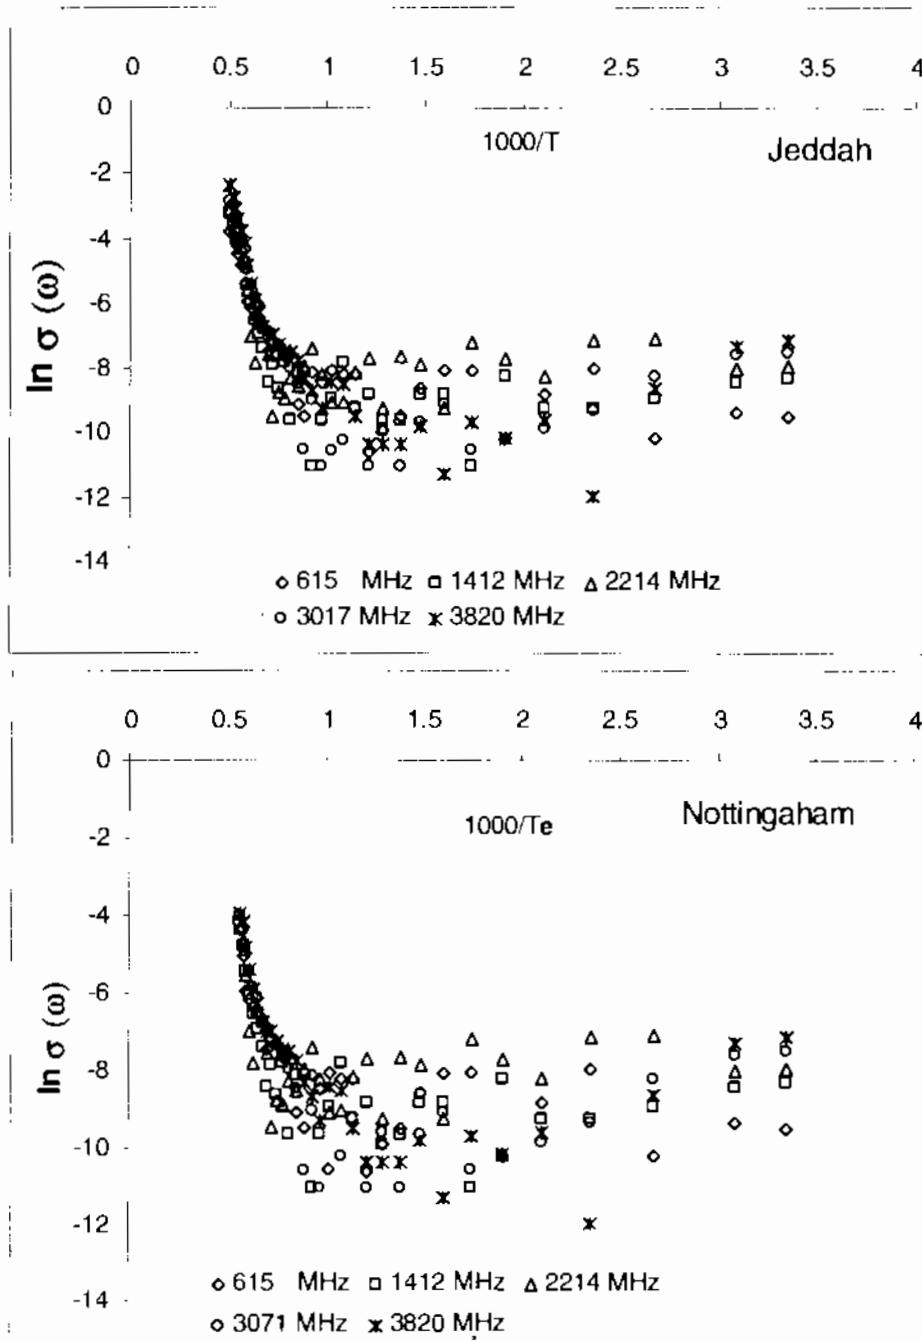 0 0.5 1 1.5 2 2.5 3 3.5 4
0
1000/T
Jeddah
-2
-4
-6
-8
-10
-12
-14
ln σ (ω)
615 MHz 1412 MHz 2214 MHz
3017 MHz 3820 MHz
0 0.5 1 1.5 2 2.5 3 3.5 4
0
1000/Te
Nottingaham
-2
-4
-6
-8
-10
-12
-14
ln σ (ω)
615 MHz 1412 MHz 2214 MHz
3071 MHz 3820 MHz